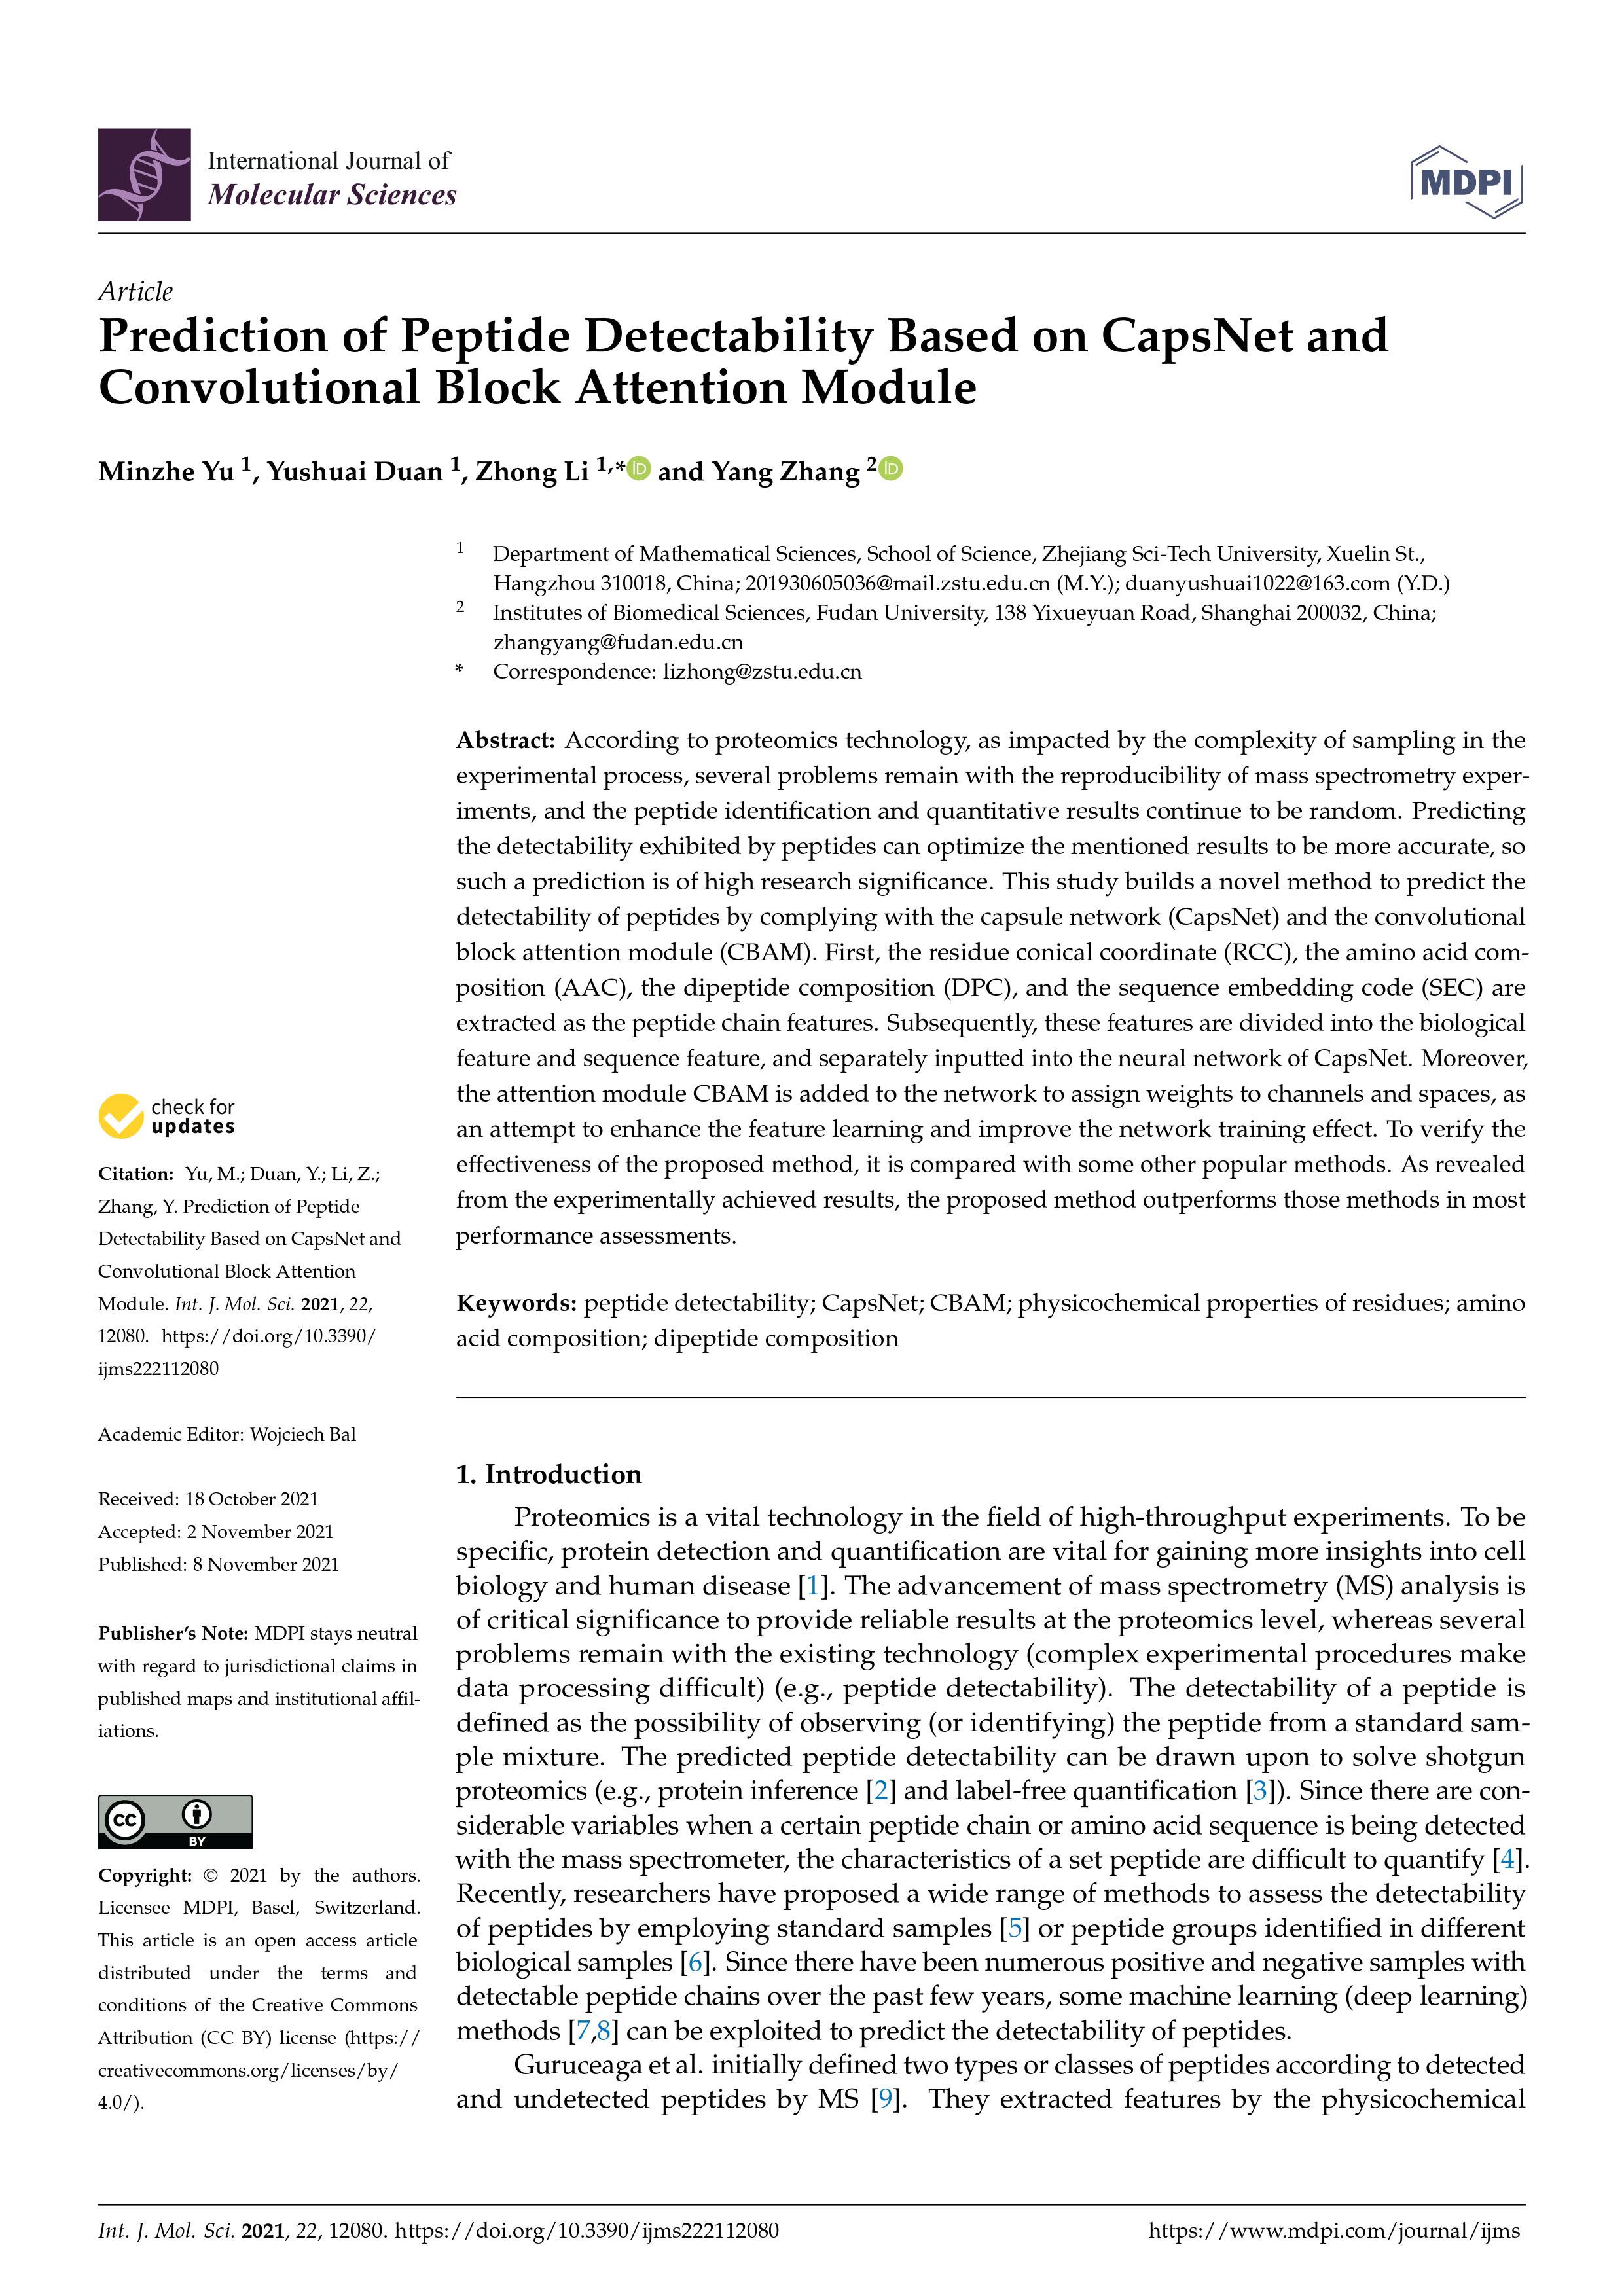 International Journal of
Molecular Sciences
MDPI
Article
Prediction of Peptide Detectability Based on CapsNet and
Convolutional Block Attention Module
Minzhe Yu 1, Yushuai Duan 1, Zhong Li 1,* iD and Yang Zhang 2 iD
1 Department of Mathematical Sciences, School of Science, Zhejiang Sci-Tech University, Xuelin St.,
Hangzhou 310018, China; 201930605036@mail.zstu.edu.cn (M.Y.); duanyushuai1022@163.com (Y.D.)
2 Institutes of Biomedical Sciences, Fudan University, 138 Yixueyuan Road, Shanghai 200032, China;
zhangyang@fudan.edu.cn
* Correspondence: lizhong@zstu.edu.cn
Abstract: According to proteomics technology, as impacted by the complexity of sampling in the
experimental process, several problems remain with the reproducibility of mass spectrometry exper-
iments, and the peptide identification and quantitative results continue to be random. Predicting
the detectability exhibited by peptides can optimize the mentioned results to be more accurate, so
such a prediction is of high research significance. This study builds a novel method to predict the
detectability of peptides by complying with the capsule network (CapsNet) and the convolutional
block attention module (CBAM). First, the residue conical coordinate (RCC), the amino acid com-
position (AAC), the dipeptide composition (DPC), and the sequence embedding code (SEC) are
extracted as the peptide chain features. Subsequently, these features are divided into the biological
feature and sequence feature, and separately inputted into the neural network of CapsNet. Moreover,
the attention module CBAM is added to the network to assign weights to channels and spaces, as
an attempt to enhance the feature learning and improve the network training effect. To verify the
effectiveness of the proposed method, it is compared with some other popular methods. As revealed
from the experimentally achieved results, the proposed method outperforms those methods in most
performance assessments.
Keywords: peptide detectability; CapsNet; CBAM; physicochemical properties of residues; amino
acid composition; dipeptide composition
check for
updates
Citation: Yu, M.; Duan, Y.; Li, Z.;
Zhang, Y. Prediction of Peptide
Detectability Based on CapsNet and
Convolutional Block Attention
Module. Int. J. Mol. Sci. 2021, 22,
12080. https://doi.org/10.3390/
ijms222112080
Academic Editor: Wojciech Bal
Received: 18 October 2021
Accepted: 2 November 2021
Published: 8 November 2021
Publisher's Note: MDPI stays neutral
with regard to jurisdictional claims in
published maps and institutional affil-
iations.
CC BY
Copyright: © 2021 by the authors.
Licensee MDPI, Basel, Switzerland.
This article is an open access article
distributed under the terms and
conditions of the Creative Commons
Attribution (CC BY) license (https://
creativecommons.org/licenses/by/
4.0/).
1. Introduction
Proteomics is a vital technology in the field of high-throughput experiments. To be
specific, protein detection and quantification are vital for gaining more insights into cell
biology and human disease [1]. The advancement of mass spectrometry (MS) analysis is
of critical significance to provide reliable results at the proteomics level, whereas several
problems remain with the existing technology (complex experimental procedures make
data processing difficult) (e.g., peptide detectability). The detectability of a peptide is
defined as the possibility of observing (or identifying) the peptide from a standard sam-
ple mixture. The predicted peptide detectability can be drawn upon to solve shotgun
proteomics (e.g., protein inference [2] and label-free quantification [3]). Since there are con-
siderable variables when a certain peptide chain or amino acid sequence is being detected
with the mass spectrometer, the characteristics of a set peptide are difficult to quantify [4].
Recently, researchers have proposed a wide range of methods to assess the detectability
of peptides by employing standard samples [5] or peptide groups identified in different
biological samples [6]. Since there have been numerous positive and negative samples with
detectable peptide chains over the past few years, some machine learning (deep learning)
methods [7,8] can be exploited to predict the detectability of peptides.
Guruceaga et al. initially defined two types or classes of peptides according to detected
and undetected peptides by MS [9]. They extracted features by the physicochemical
Int. J. Mol. Sci. 2021, 22, 12080. https://doi.org/10.3390/ijms222112080
https://www.mdpi.com/journal/ijms